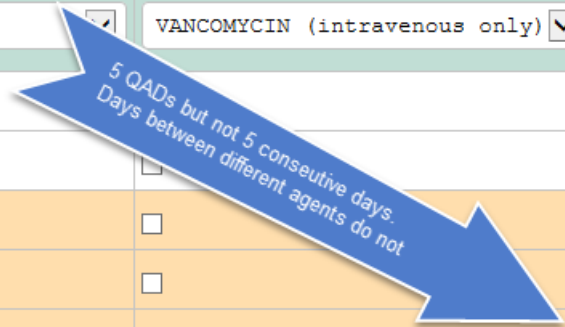 VANCOMYCIN (intravenous only)
5 QADs but not 5 conseutive days.
Days between different agents do not